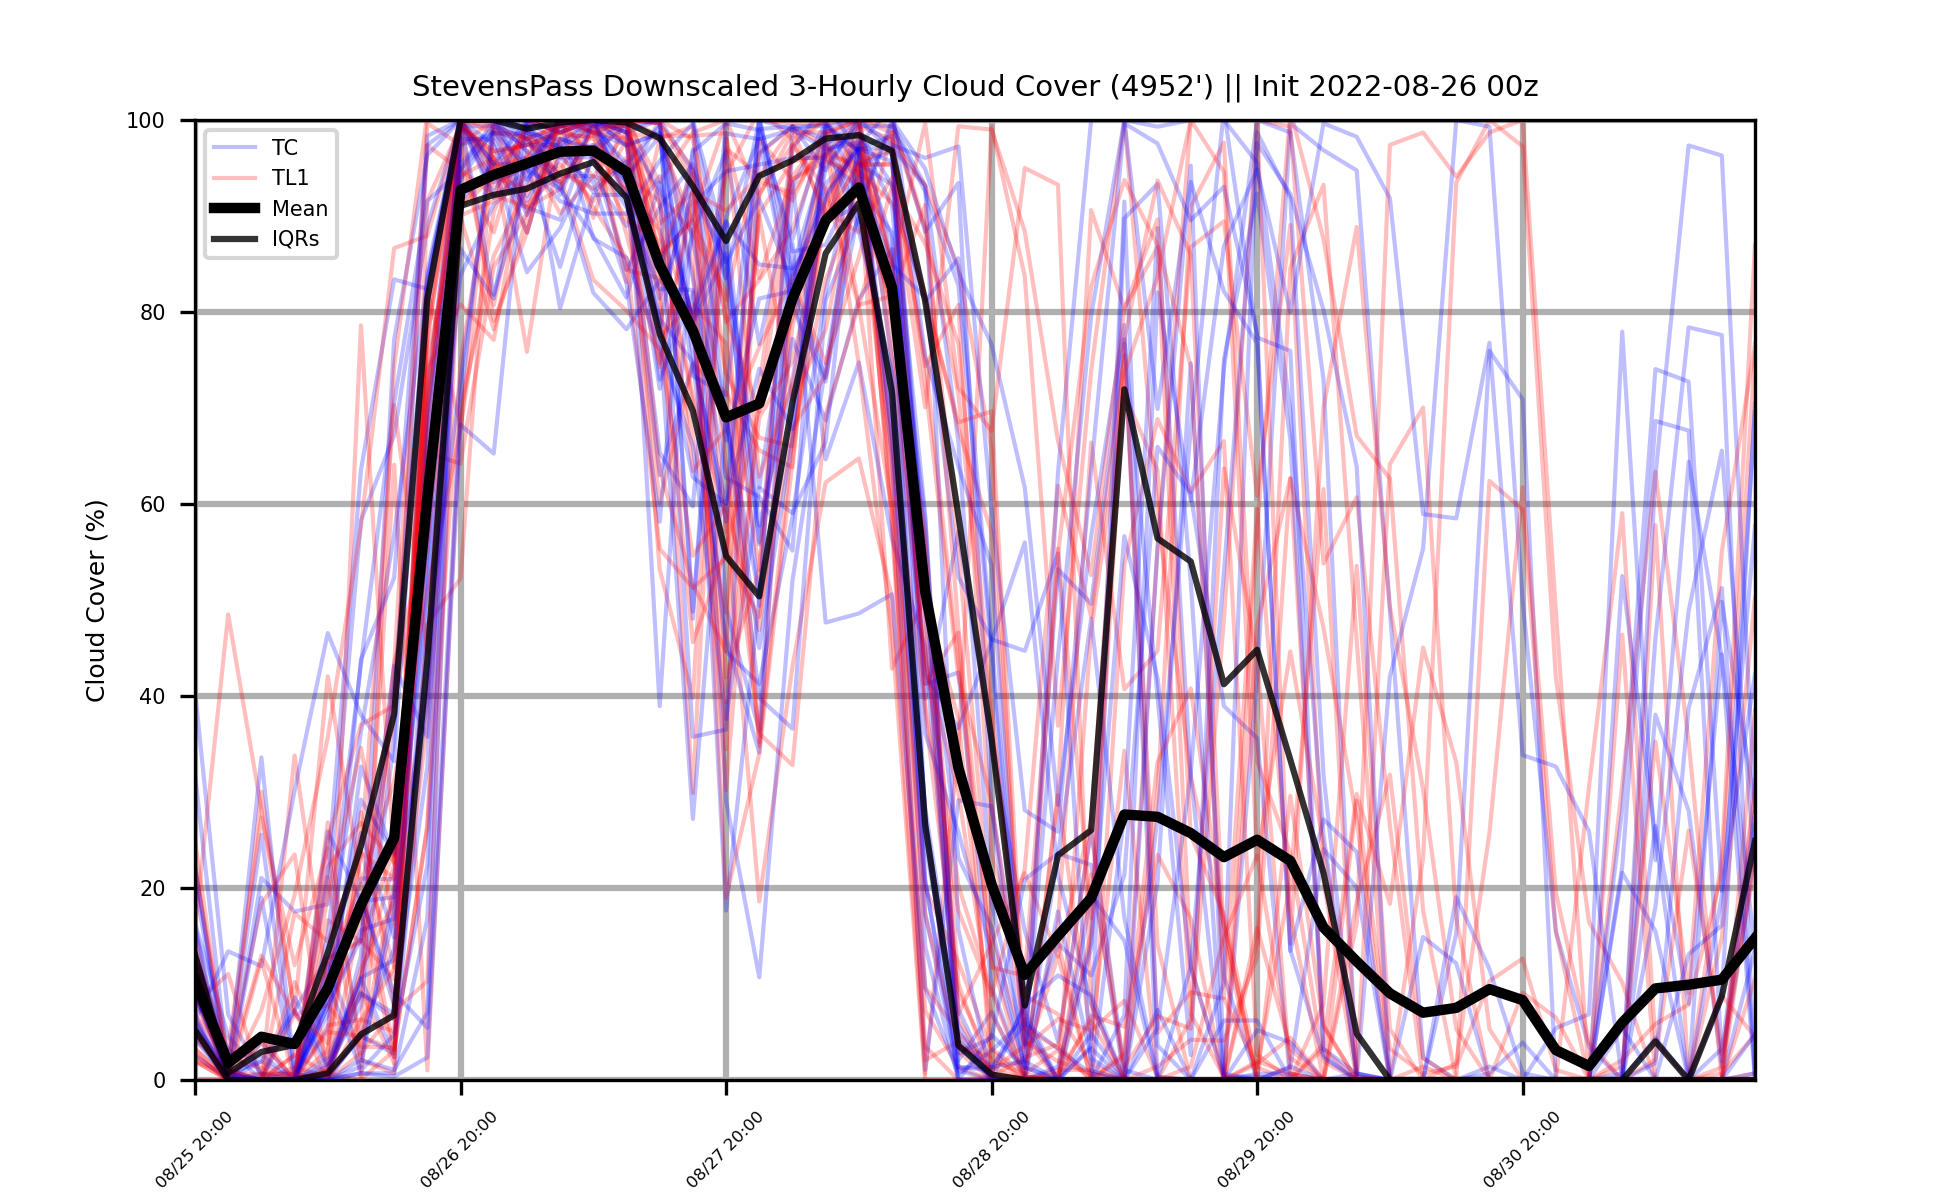 StevensPass Downscaled 3-Hourly Cloud Cover (4952') || Init 2022-08-26 00z
TC
TL1
Mean
IQRs
Cloud Cover (%)
100
80
60
40
20
0
08/25 20:00
08/26 20:00
08/27 20:00
08/28 20:00
08/29 20:00
08/30 20:00